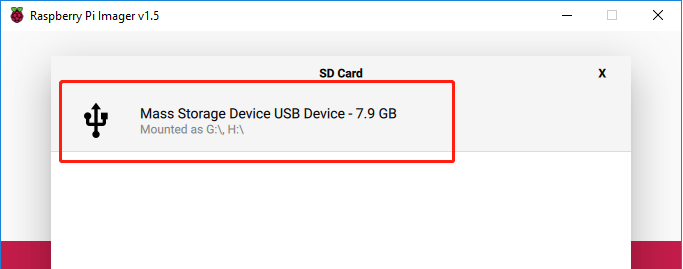 Raspberry Pi Imager v1.5
SD Card X
Mass Storage Device USB Device - 7.9 GB
Mounted as G:\, H:\